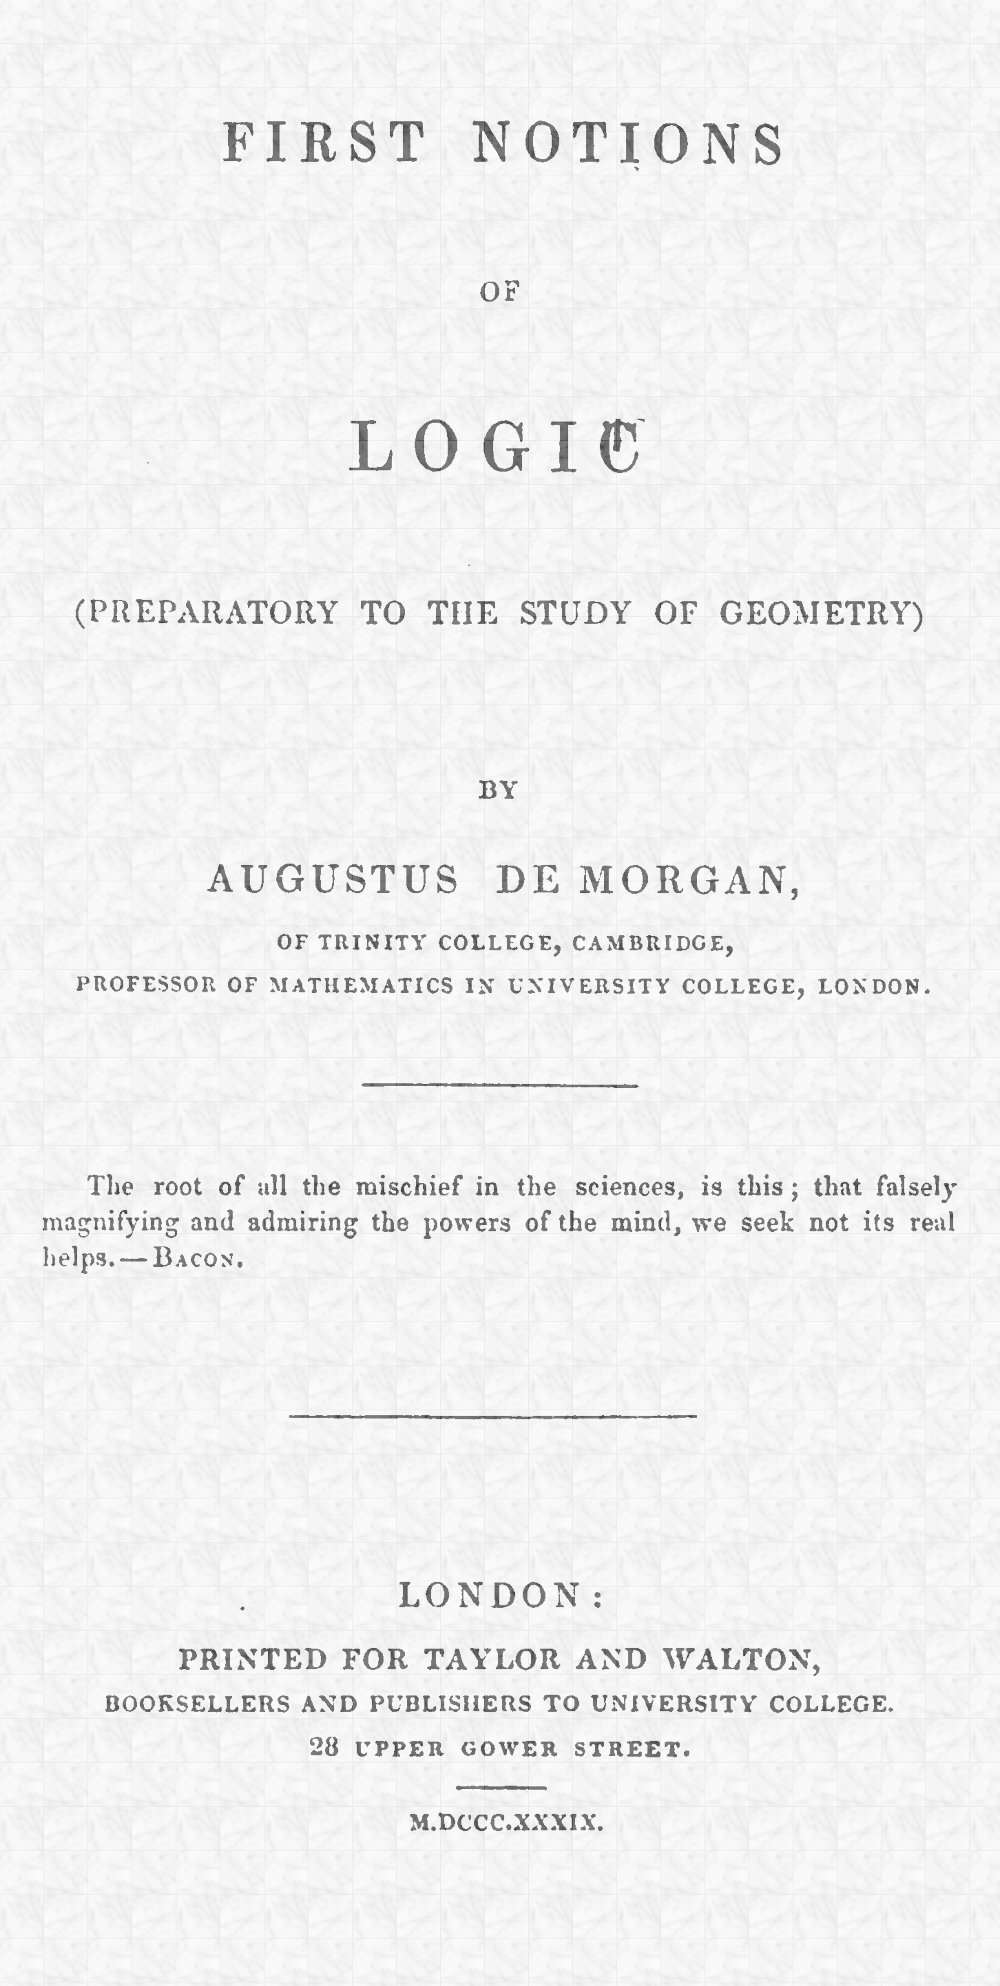 FIRST NOTIONS
OF
LOGIC
(PREPARATORY TO THE STUDY OF GEOMETRY)
BY
AUGUSTUS DE MORGAN,
OF TRINITY COLLEGE, CAMBRIDGE,
PROFESSOR OF MATHEMATICS IN UNIVERSITY COLLEGE, LONDON.
The root of all the mischief in the sciences, is this; that falsely
magnifying and admiring the powers of the mind, we seek not its real
helps.—BACON.
LONDON:
PRINTED FOR TAYLOR AND WALTON,
BOOKSELLERS AND PUBLISHERS TO UNIVERSITY COLLEGE.
28 UPPER GOWER STREET.
M.DCCC.XXXIX.